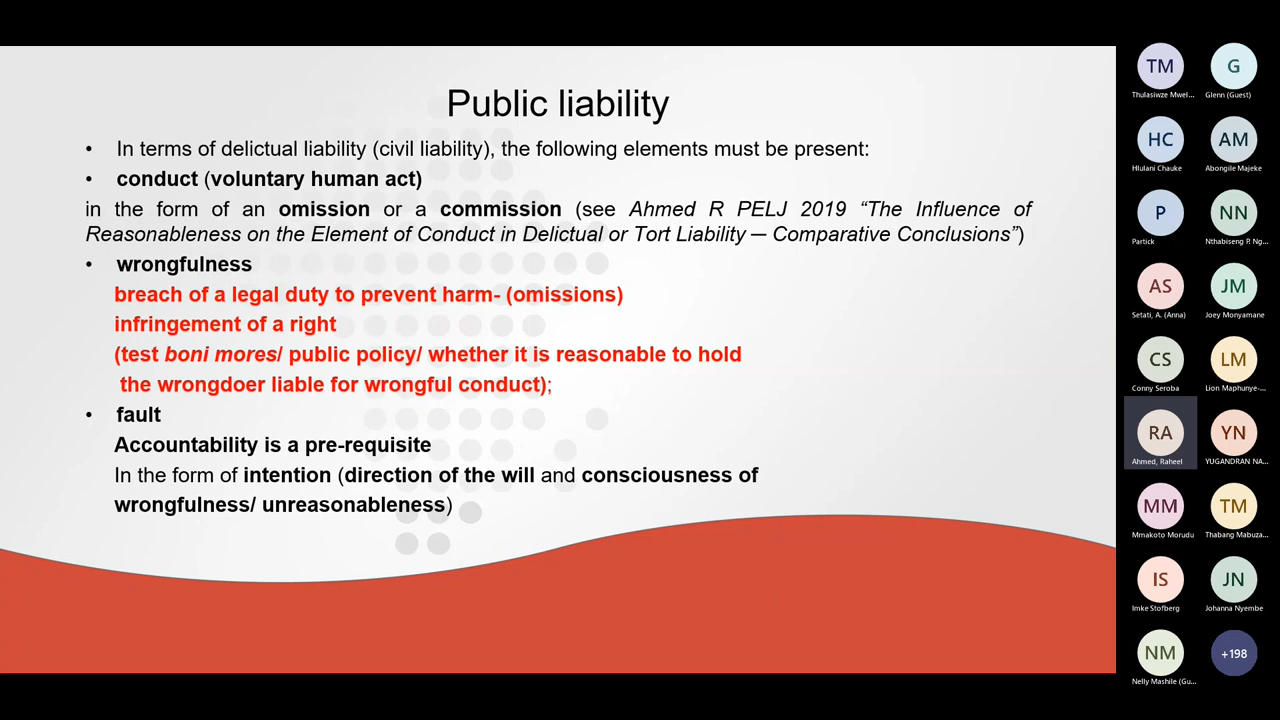 Public liability
• In terms of delictual liability (civil liability), the following elements must be present:
• conduct (voluntary human act)
in the form of an omission or a commission (see Ahmed R PELJ 2019 “The Influence of
Reasonableness on the Element of Conduct in Delictual or Tort Liability ─ Comparative Conclusions”)
• wrongfulness
breach of a legal duty to prevent harm- (omissions)
infringement of a right
(test boni mores/ public policy/ whether it is reasonable to hold
the wrongdoer liable for wrongful conduct);
• fault
Accountability is a pre-requisite
In the form of intention (direction of the will and consciousness of
wrongfulness/ unreasonableness)
TM
G
Thulasiwze Mwel...
Glenn (Guest)
HC
AM
Hlulani Chauke
Abongile Majeke
P
NN
Partick
Nthabiseng P. Ng...
AS
JM
Setati, A. (Anna)
Joey Monyamane
CS
LM
Conny Seroba
Lion Maphunye-...
RA
YN
Ahmed, Raheel
YUGANDRAN NA...
MM
TM
Mmakoto Morudu
Thabang Mabuza...
IS
JN
Imke Stofberg
Johanna Nyembe
NM
+198
Nelly Mashile (Gu...